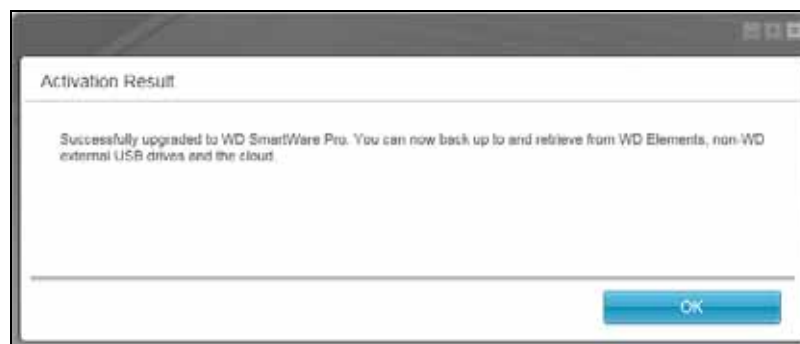 Activation Result
Successfully upgraded to WD SmartWare Pro. You can now back up to and retrieve from WD Elements, non-WD
external USB drives and the cloud.
OK